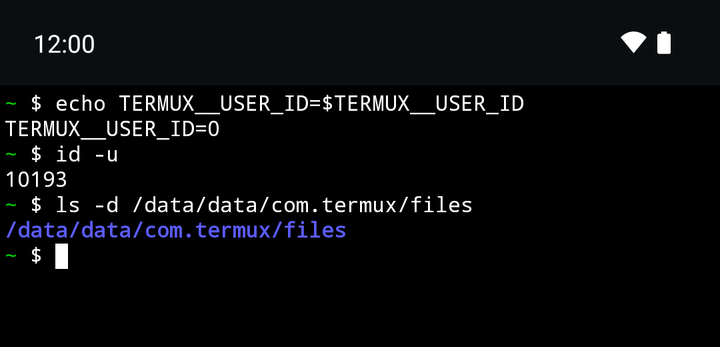 12:00
~ $ echo TERMUX__USER_ID=$TERMUX__USER_ID
TERMUX__USER_ID=0
~ $ id -u
10193
~ $ ls -d /data/data/com.termux/files
/data/data/com.termux/files
~ $